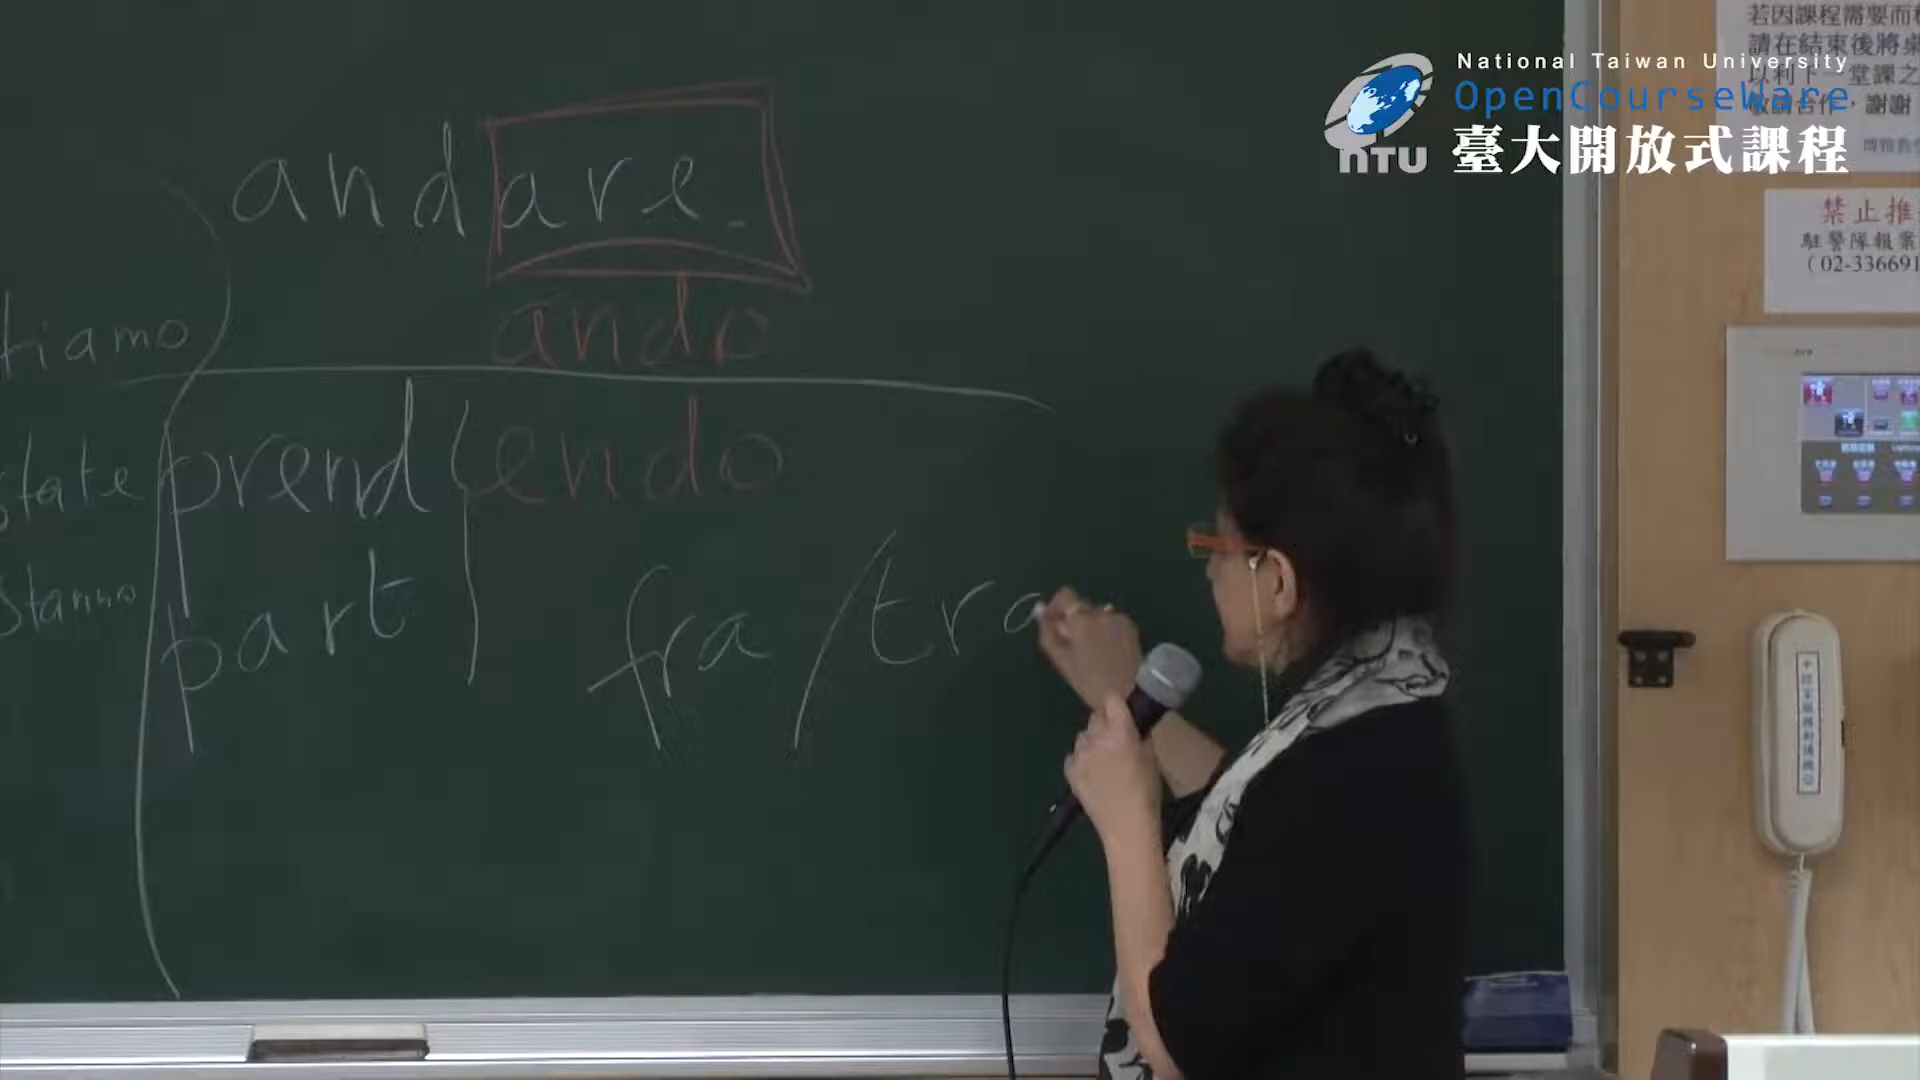 National Taiwan University
OpenCourseWare
臺大開放式課程
NTU
若因課程需要而
請在結束後將桌
以利下一堂課之
敬請合作，謝謝
禁止推
駐警隊報案
(02-336691
andare
ando
tiamo
prend endo
state
stanno
part
fra/tra